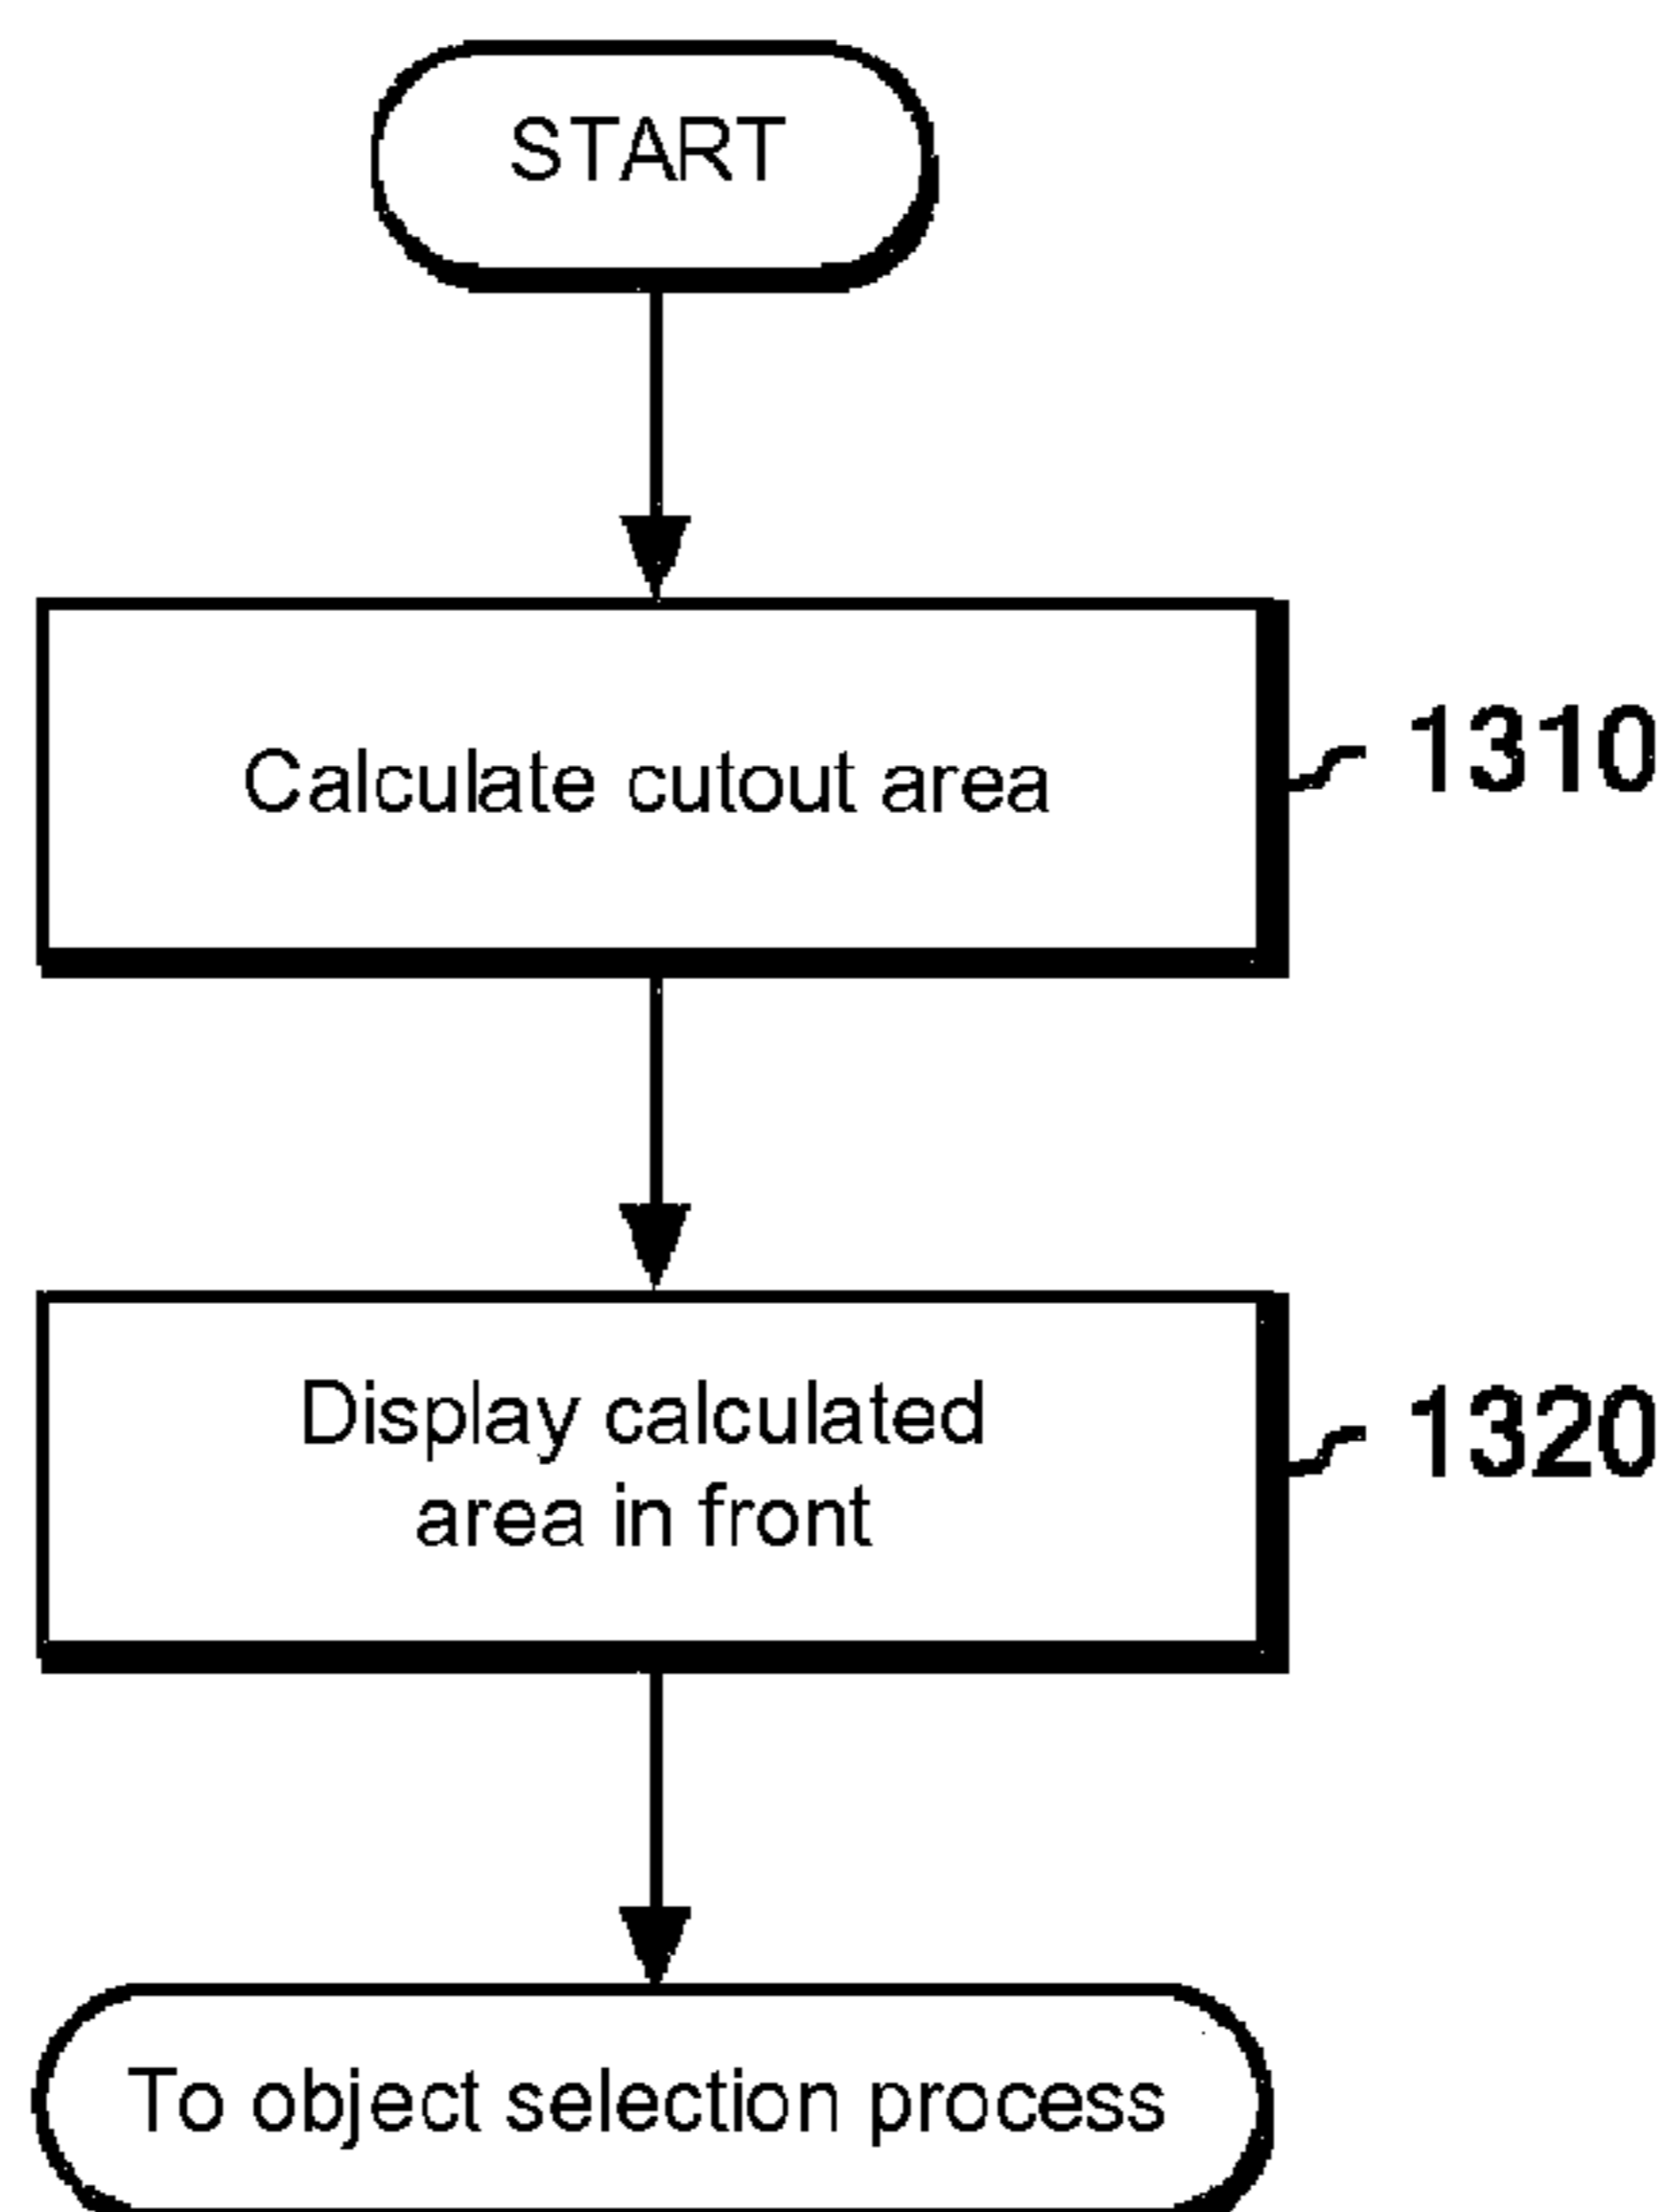 START
Calculate cutout area
1310
Display calculated
area in front
1320
To object selection process